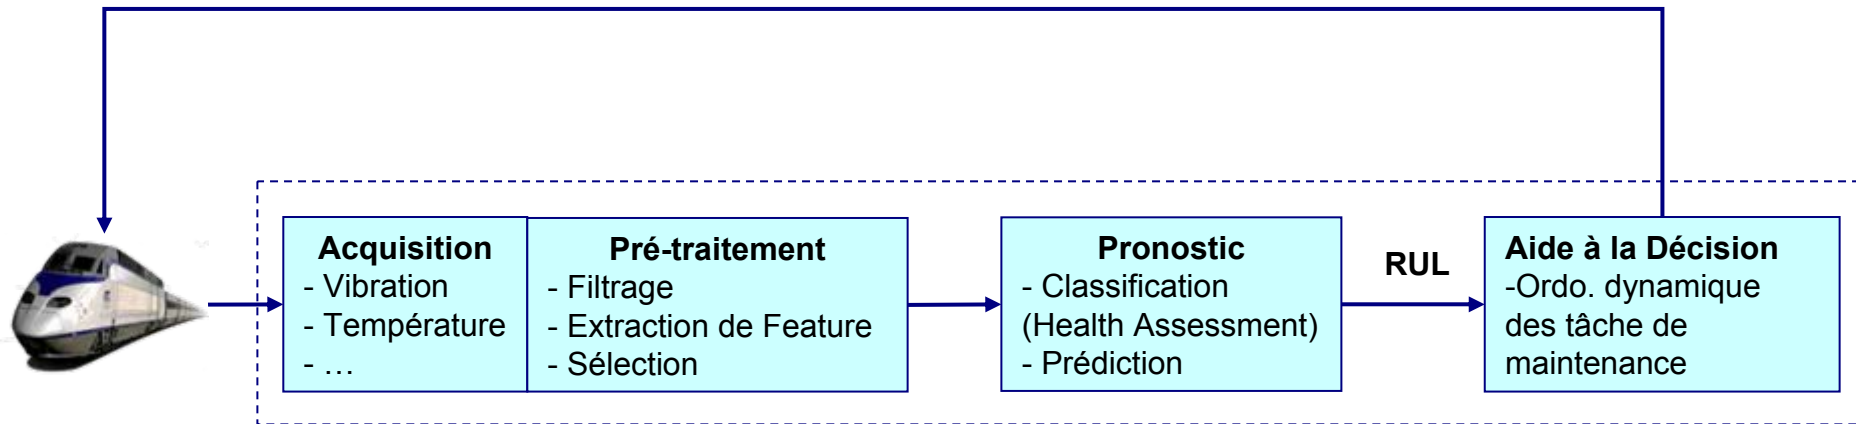 Acquisition
- Vibration
- Température
- …
Pré-traitement
- Filtrage
- Extraction de Feature
- Sélection
Pronostic
- Classification
(Health Assessment)
- Prédiction
RUL
Aide à la Décision
-Ordo. dynamique
des tâche de
maintenance